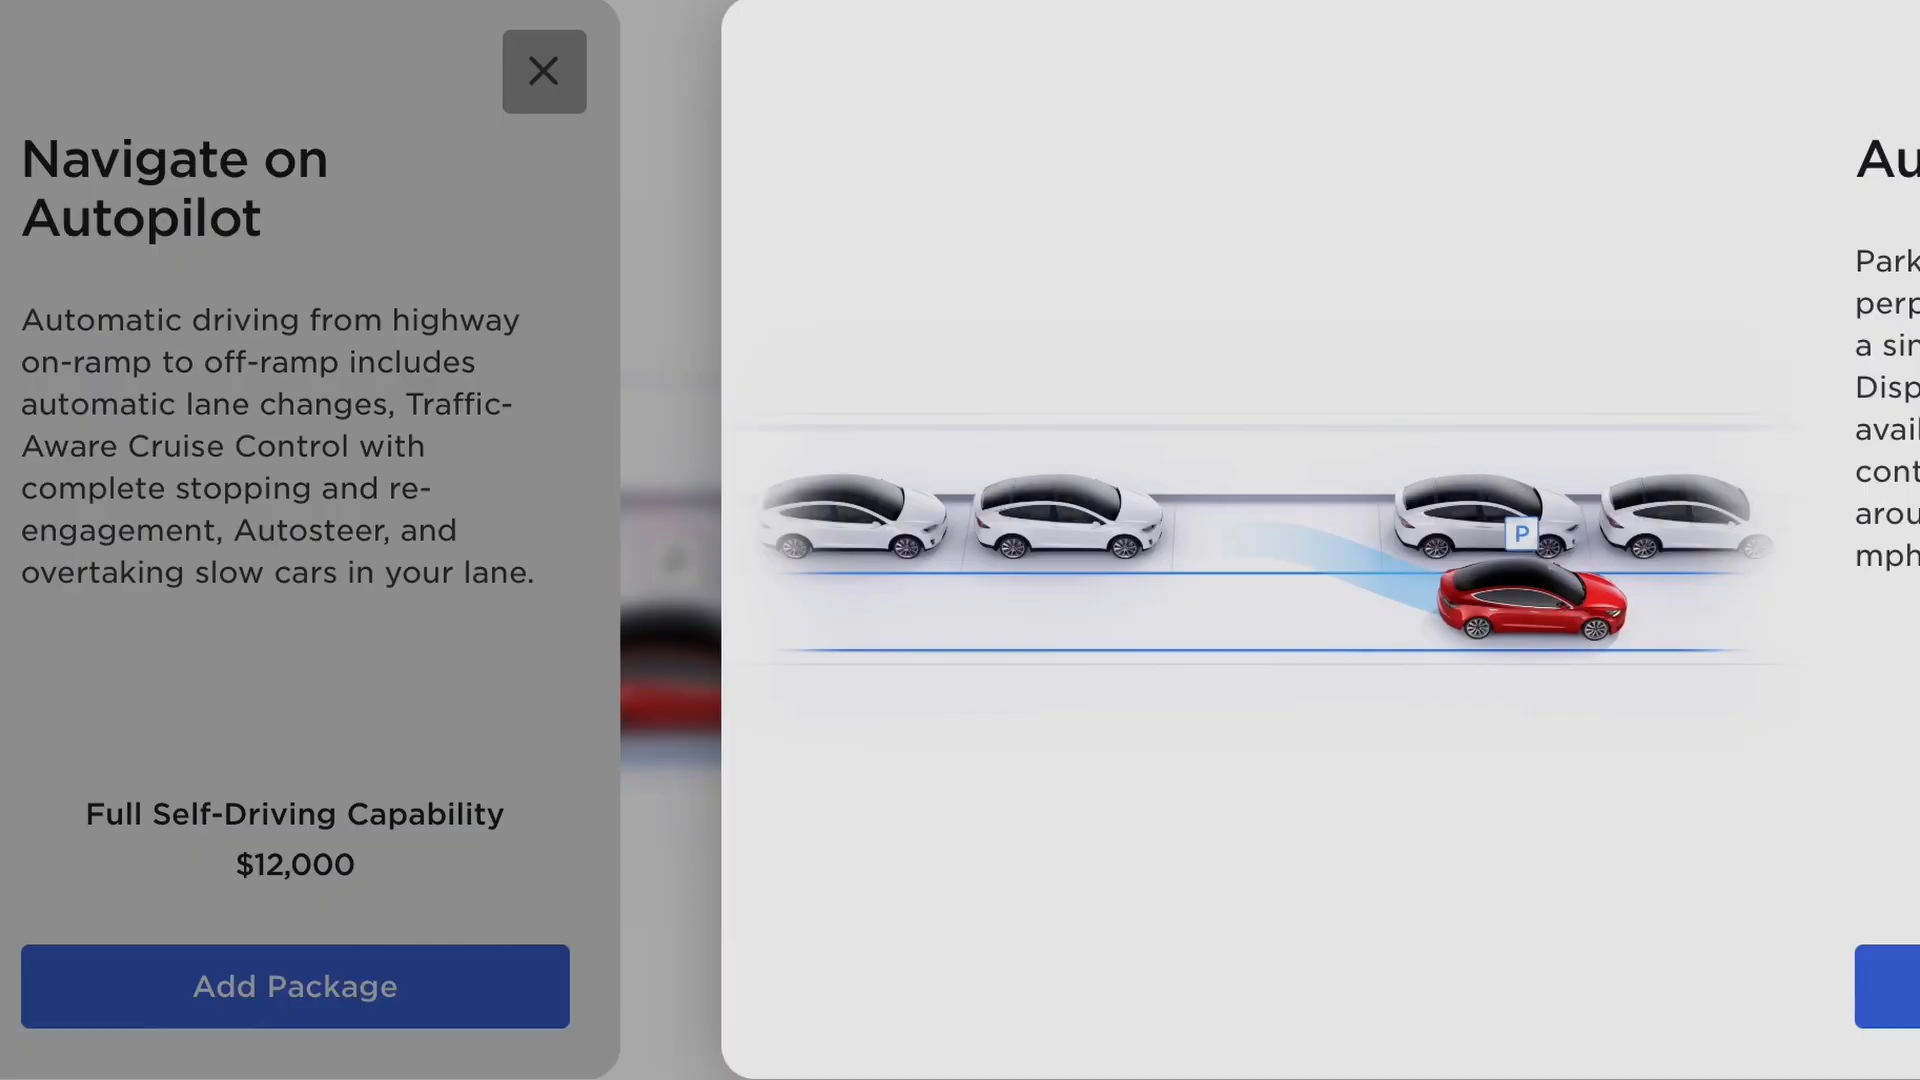 Navigate on
Autopilot
Automatic driving from highway
on-ramp to off-ramp includes
automatic lane changes, Traffic-
Aware Cruise Control with
complete stopping and re-
engagement, Autosteer, and
overtaking slow cars in your lane.
Full Self-Driving Capability
$12,000
Add Package
P
Au
Park
perp
a sin
Disp
avail
cont
arou
mph